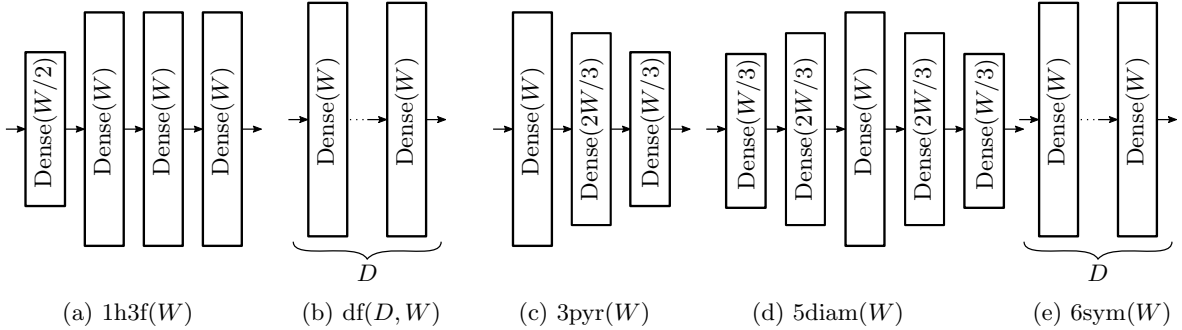 Dense(W/2)
Dense(W)
Dense(W)
Dense(W)
(a) 1h3f(W)
Dense(W)
Dense(W)
D
(b) df(D, W)
Dense(W)
Dense(2W/3)
Dense(W/3)
(c) 3pyr(W)
Dense(W/3)
Dense(2W/3)
Dense(W)
Dense(2W/3)
Dense(W/3)
(d) 5diam(W)
Dense(W)
Dense(W)
D
(e) 6sym(W)